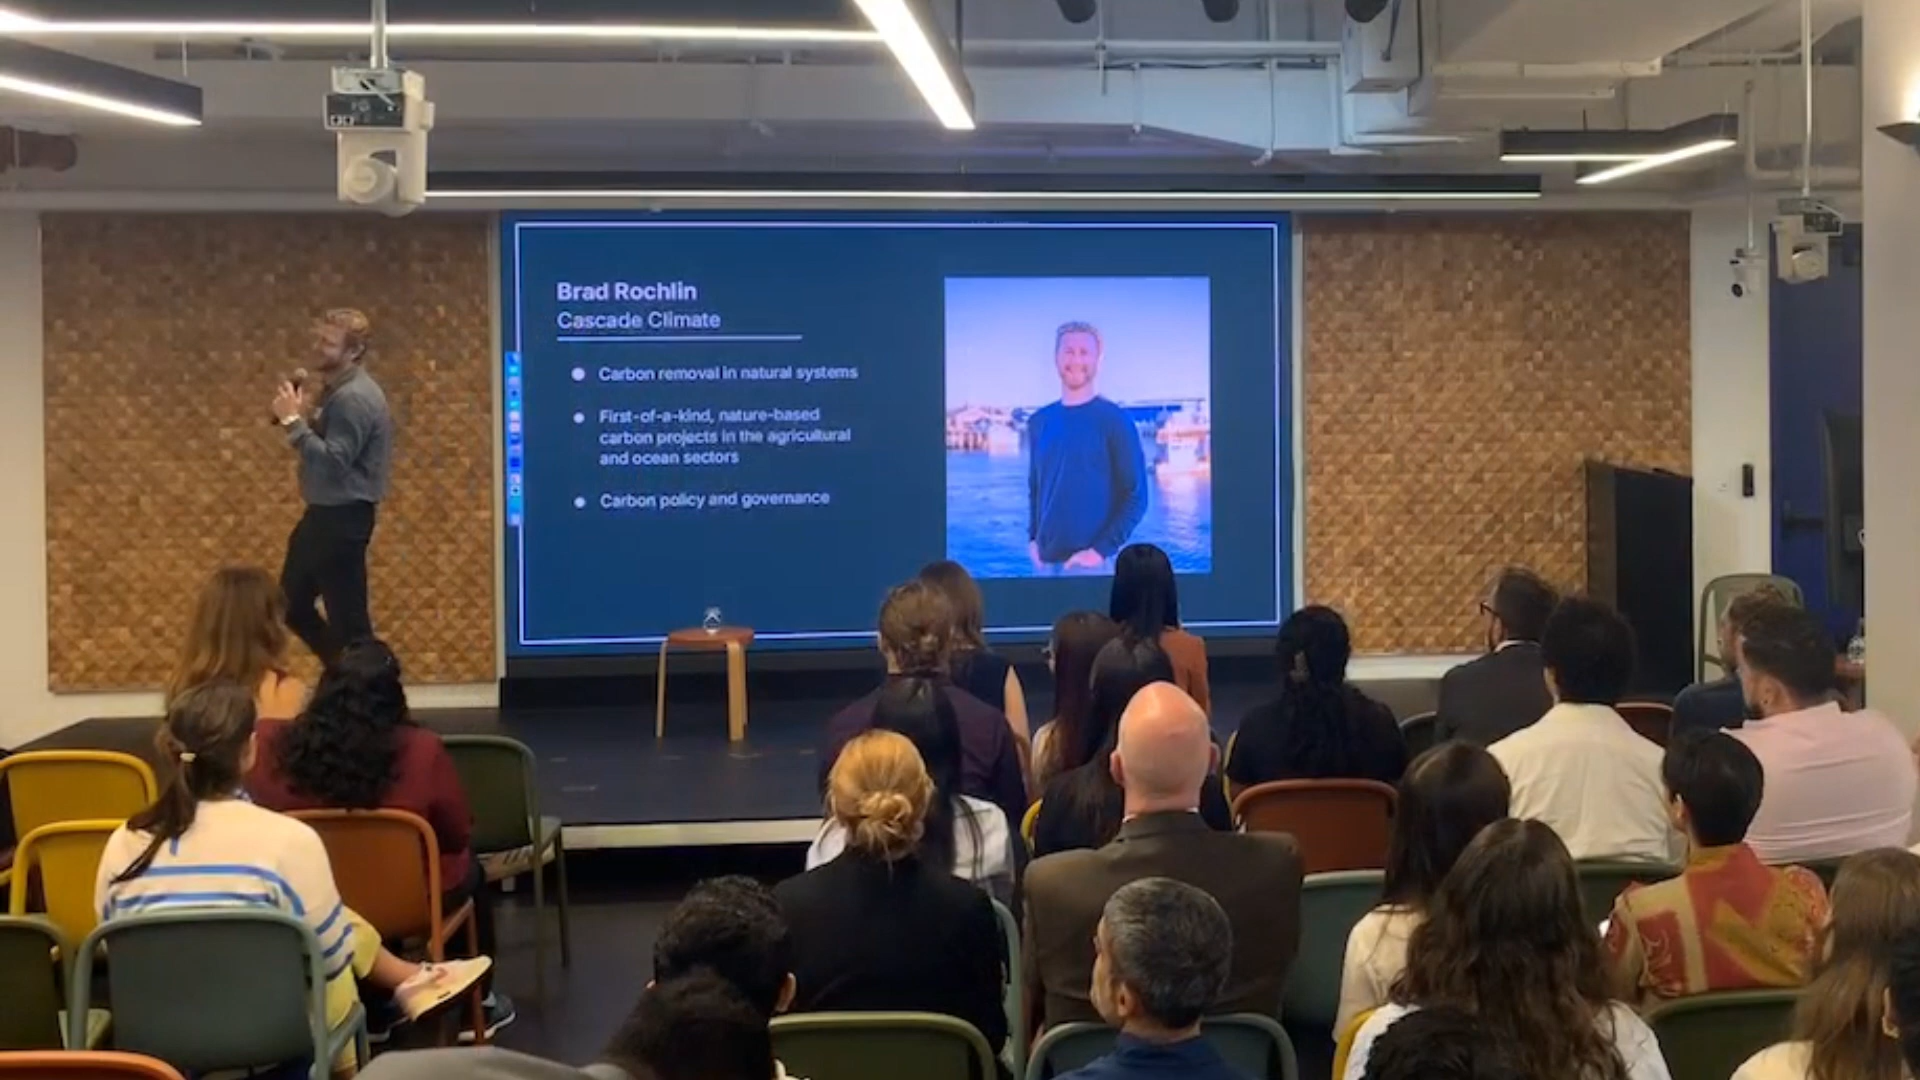 Brad Rochlin
Cascade Climate
Carbon removal in natural systems
First-of-a-kind, nature-based
carbon projects in the agricultural
and ocean sectors
Carbon policy and governance